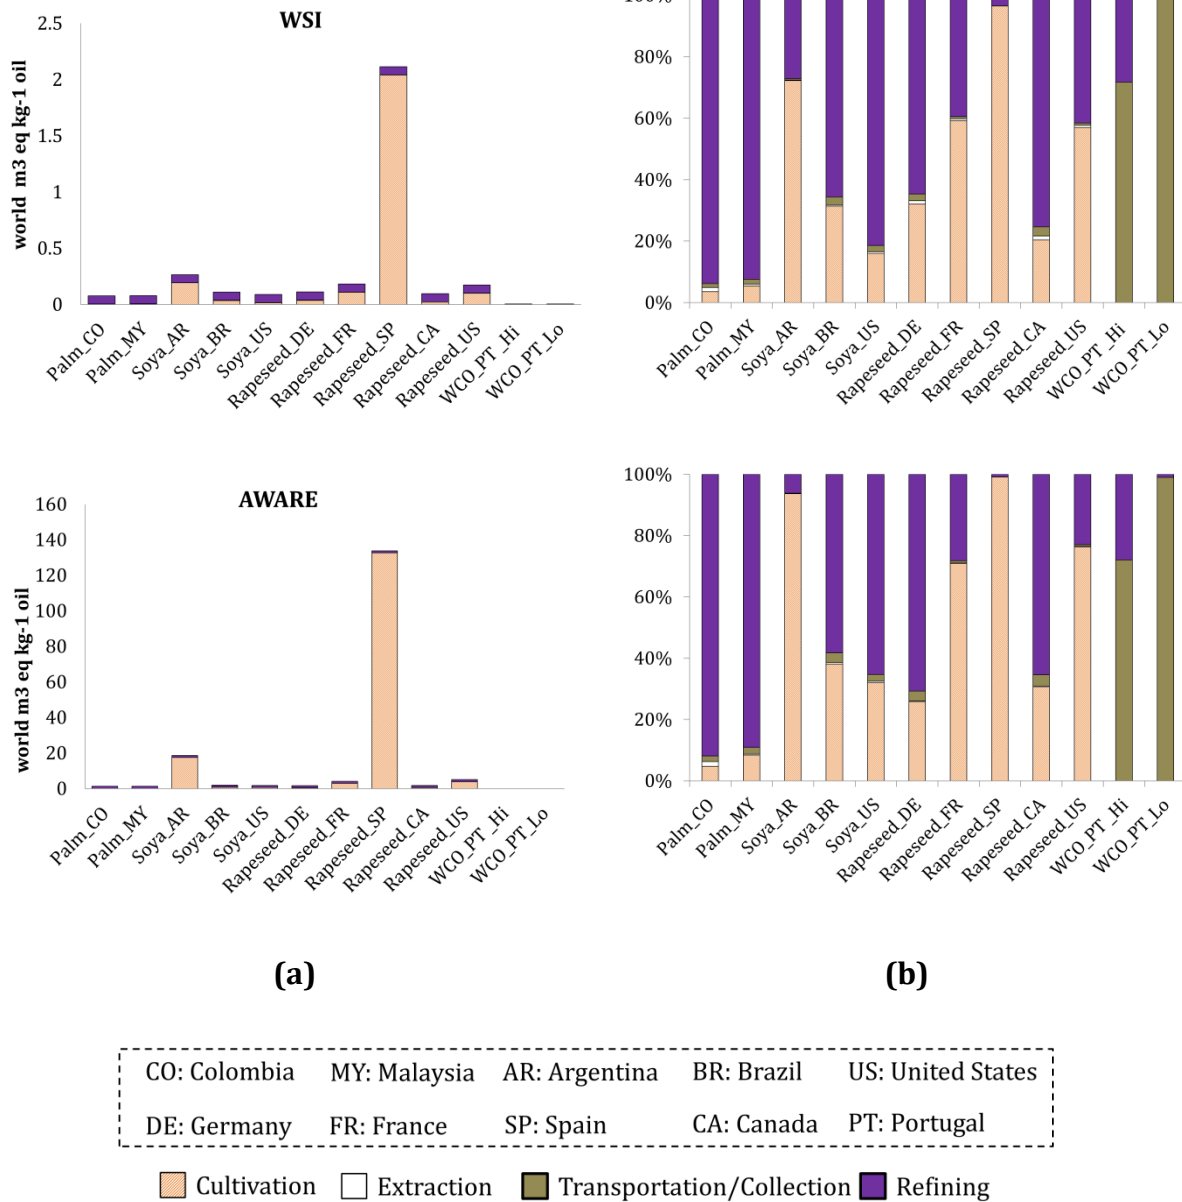 WSI
world  m3 eq kg-1 oil
2.5
2
1.5
1
0.5
0
Palm_CO
Palm_MY
Soya_AR
Soya_BR
Soya_US
Rapeseed_DE
Rapeseed_FR
Rapeseed_SP
Rapeseed_CA
Rapeseed_US
WCO_PT_Hi
WCO_PT_Lo
100%
80%
60%
40%
20%
0%
Palm_CO
Palm_MY
Soya_AR
Soya_BR
Soya_US
Rapeseed_DE
Rapeseed_FR
Rapeseed_SP
Rapeseed_CA
Rapeseed_US
WCO_PT_Hi
WCO_PT_Lo
AWARE
world m3 eq kg-1 oil
160
140
120
100
80
60
40
20
0
Palm_CO
Palm_MY
Soya_AR
Soya_BR
Soya_US
Rapeseed_DE
Rapeseed_FR
Rapeseed_SP
Rapeseed_CA
Rapeseed_US
WCO_PT_Hi
WCO_PT_Lo
100%
80%
60%
40%
20%
0%
Palm_CO
Palm_MY
Soya_AR
Soya_BR
Soya_US
Rapeseed_DE
Rapeseed_FR
Rapeseed_SP
Rapeseed_CA
Rapeseed_US
WCO_PT_Hi
WCO_PT_Lo
(a)
(b)
CO: Colombia MY: Malaysia AR: Argentina BR: Brazil US: United States
DE: Germany FR: France SP: Spain CA: Canada PT: Portugal
Cultivation Extraction Transportation/Collection Refining